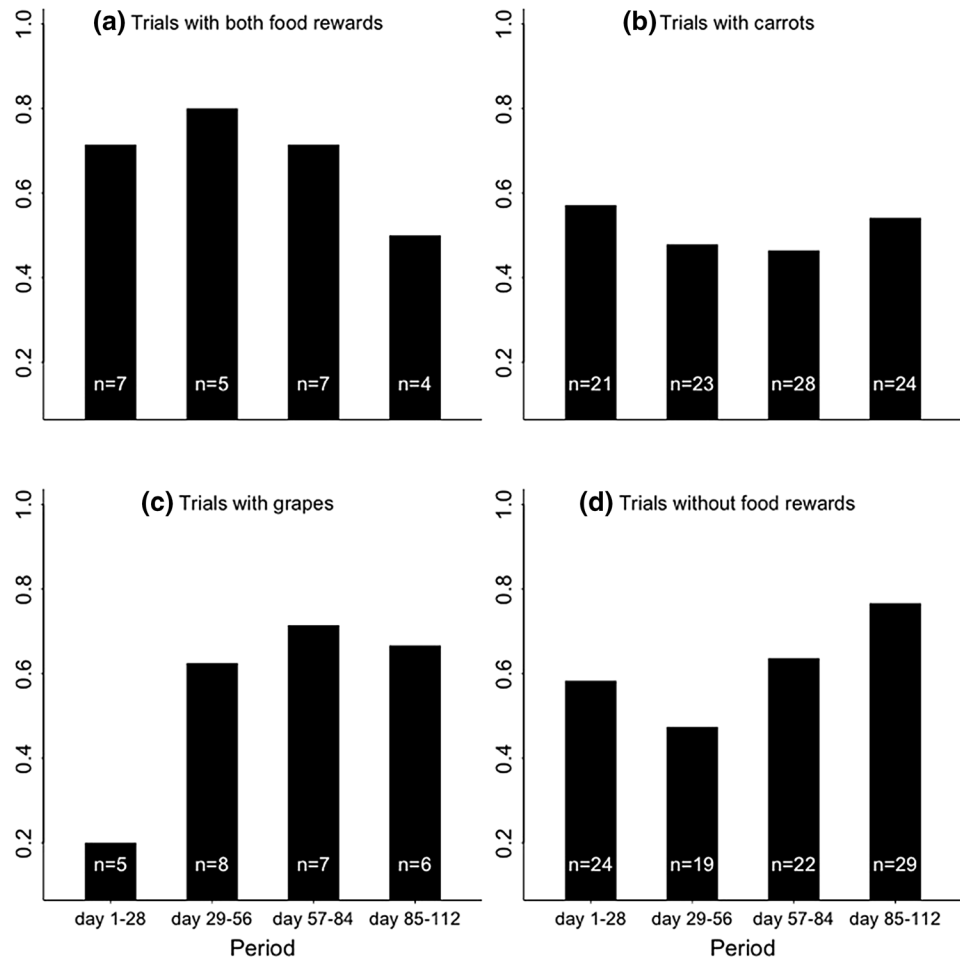 (a) Trials with both food rewards
1.0
0.8
0.6
0.4
0.2
n=7 n=5 n=7 n=4
(b) Trials with carrots
1.0
0.8
0.6
0.4
0.2
n=21 n=23 n=28 n=24
(c) Trials with grapes
1.0
0.8
0.6
0.4
0.2
n=5 n=8 n=7 n=6
day 1-28 day 29-56 day 57-84 day 85-112
Period
(d) Trials without food rewards
1.0
0.8
0.6
0.4
0.2
n=24 n=19 n=22 n=29
day 1-28 day 29-56 day 57-84 day 85-112
Period